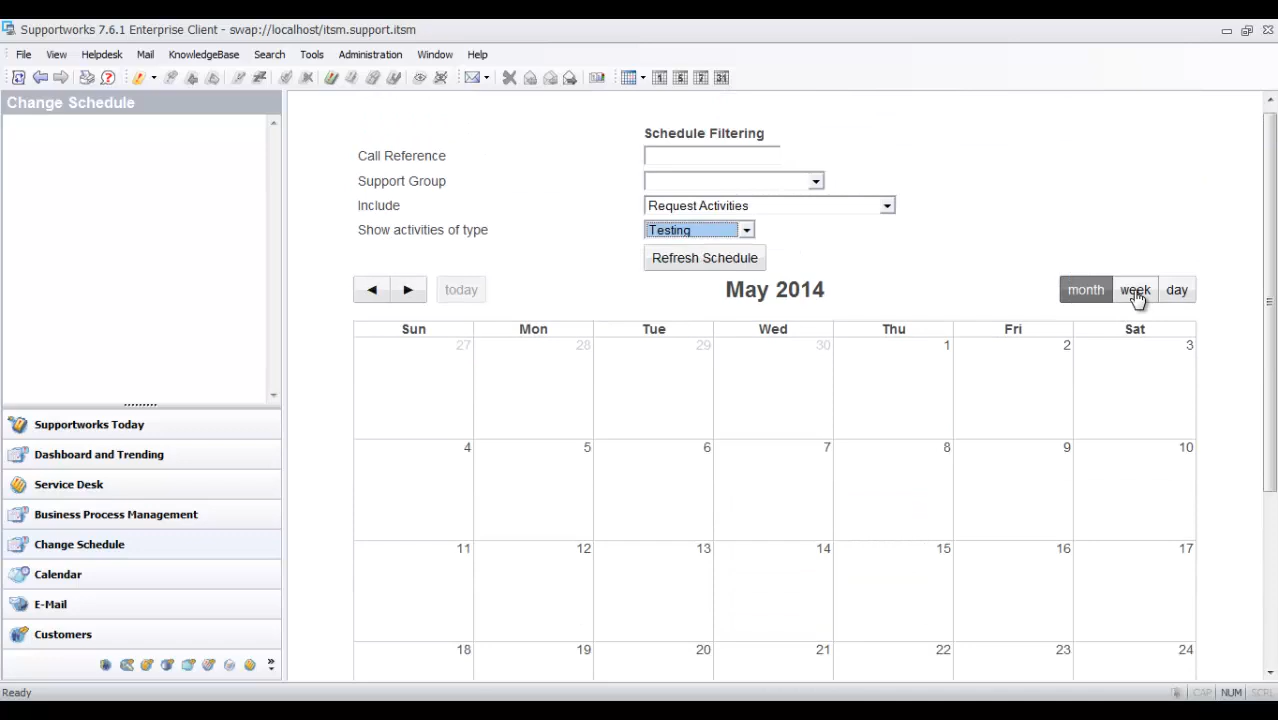 Supportworks 7.6.1 Enterprise Client - swap://localhost/itsm.support.itsm
File View Helpdesk Mail KnowledgeBase Search Tools Administration Window Help
1 5 7 31
Change Schedule
Schedule Filtering
Call Reference
Support Group
Include Request Activities
Show activities of type Testing
Refresh Schedule
today May 2014 month week day
Sun Mon Tue Wed Thu Fri Sat
27 28 29 30 1 2 3
4 5 6 7 8 9 10
11 12 13 14 15 16 17
18 19 20 21 22 23 24
Supportworks Today
Dashboard and Trending
Service Desk
Business Process Management
Change Schedule
Calendar
E-Mail
Customers
Ready CAP NUM SCRL